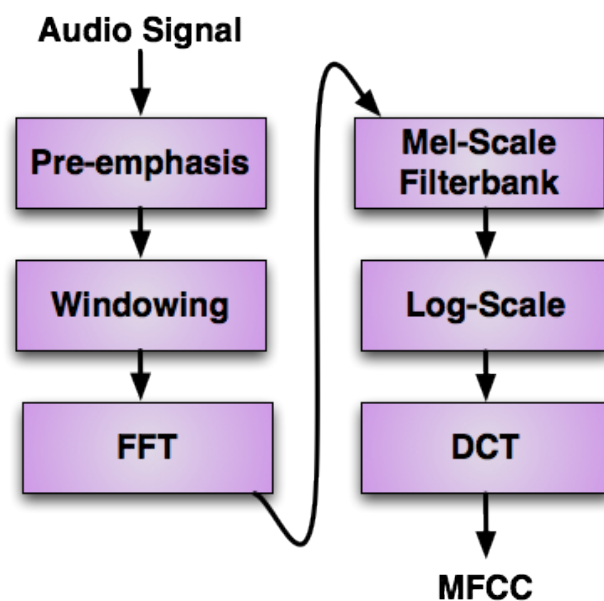 Audio Signal
Pre-emphasis
Windowing
FFT
Mel-Scale
Filterbank
Log-Scale
DCT
MFCC